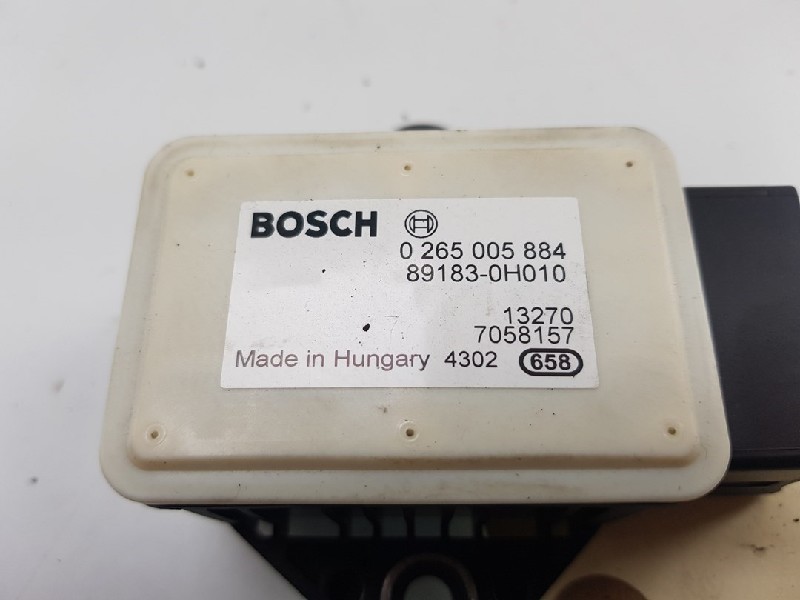 BOSCH
0 265 005 884
89183-0H010
13270
7058157
Made in Hungary 4302 658